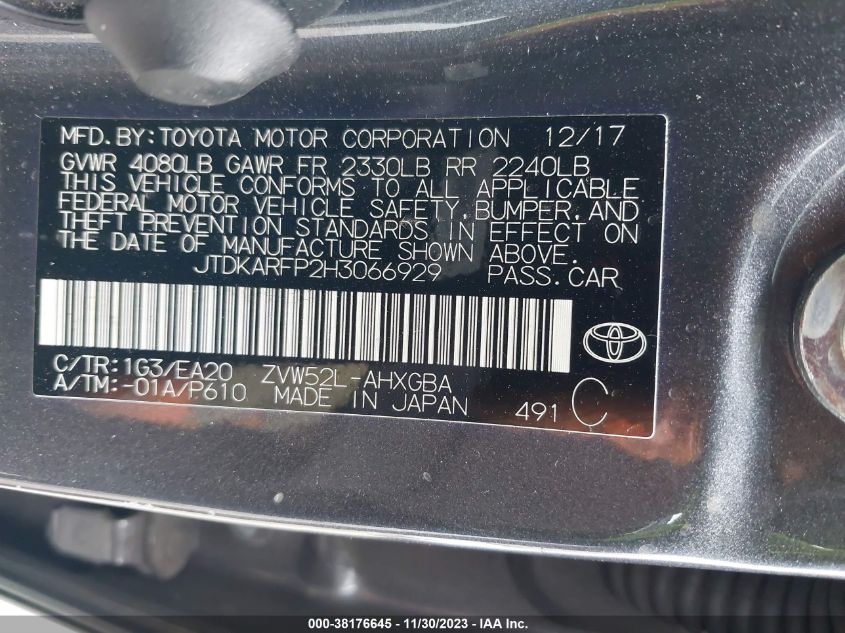 MFD.BY:TOYOTA MOTOR CORPORATION 12/17
GVWR 4080LB GAWR FR 2330LB RR 2240LB
THIS VEHICLE CONFORMS TO ALL APPLICABLE
FEDERAL MOTOR VEHICLE SAFETY,BUMPER,AND
THEFT PREVENTION STANDARDS IN EFFECT ON
THE DATE OF MANUFACTURE SHOWN ABOVE.
JTDKARFP2H3066929 PASS.CAR
C/TR:1G3/EA20 ZVW52L-AHXGBA
A/TM:-01A/P610 MADE IN JAPAN 491 C
000-38176645 - 11/30/2023 - IAA Inc.